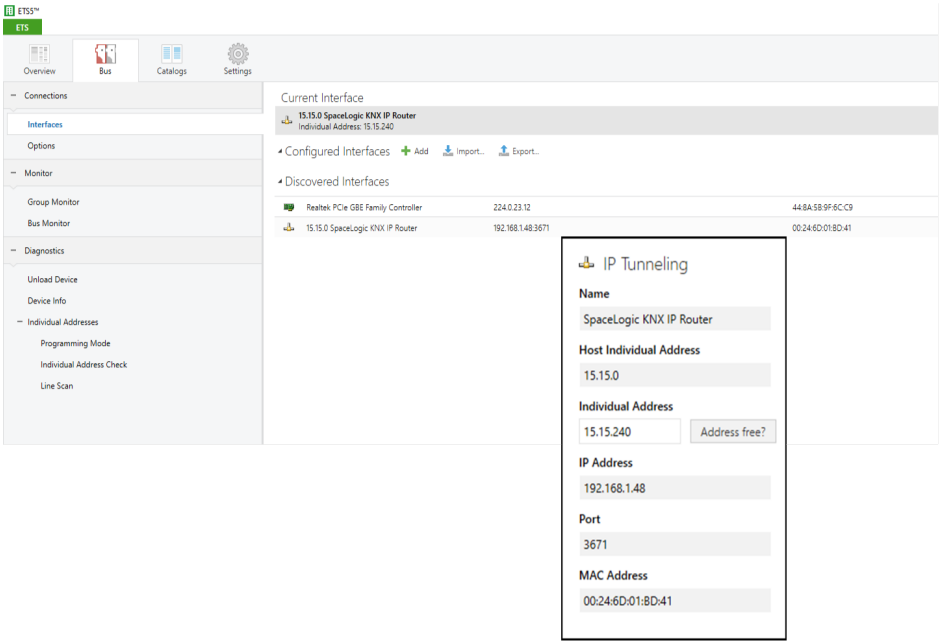 ETS5™
ETS
Overview
Bus
Catalogs
Settings
Connections
Interfaces
Options
Monitor
Group Monitor
Bus Monitor
Diagnostics
Unload Device
Device Info
Individual Addresses
Programming Mode
Individual Address Check
Line Scan
Current Interface
15.15.0 SpaceLogic KNX IP Router
Individual Address: 15.15.240
Configured Interfaces Add Import... Export...
Discovered Interfaces
Realtek PCIe GBE Family Controller 224.0.23.12 44:8A:5B:9F:6C:C9
15.15.0 SpaceLogic KNX IP Router 192.168.1.48:3671 00:24:6D:01:BD:41
IP Tunneling
Name
SpaceLogic KNX IP Router
Host Individual Address
15.15.0
Individual Address
15.15.240 Address free?
IP Address
192.168.1.48
Port
3671
MAC Address
00:24:6D:01:BD:41